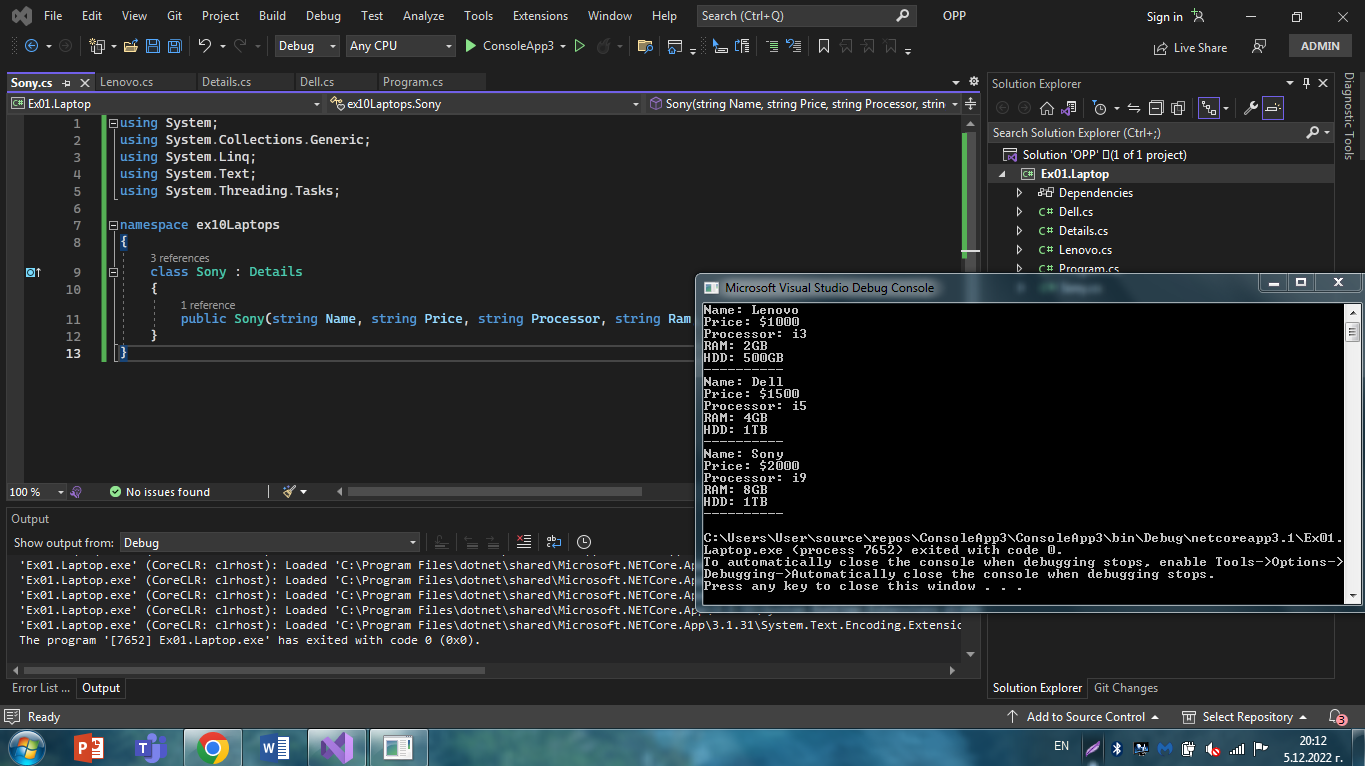 File Edit View Git Project Build Debug Test Analyze Tools Extensions Window Help Search (Ctrl+Q) OPP Sign in
Debug Any CPU ConsoleApp3 Live Share ADMIN
Sony.cs Lenovo.cs Details.cs Dell.cs Program.cs
Ex01.Laptop ex10Laptops.Sony Sony(string Name, string Price, string Processor, strin
1 using System;
2 using System.Collections.Generic;
3 using System.Linq;
4 using System.Text;
5 using System.Threading.Tasks;
6
7 namespace ex10Laptops
8 {
3 references
9 class Sony : Details
10 {
1 reference
11 public Sony(string Name, string Price, string Processor, string Ram
12 }
13 }
100 % No issues found
Output
Show output from: Debug
'Ex01.Laptop.exe' (CoreCLR: clrhost): Loaded 'C:\Program Files\dotnet\shared\Microsoft.NETCore.Ap
'Ex01.Laptop.exe' (CoreCLR: clrhost): Loaded 'C:\Program Files\dotnet\shared\Microsoft.NETCore.Ap
'Ex01.Laptop.exe' (CoreCLR: clrhost): Loaded 'C:\Program Files\dotnet\shared\Microsoft.NETCore.Ap
'Ex01.Laptop.exe' (CoreCLR: clrhost): Loaded 'C:\Program Files\dotnet\shared\Microsoft.NETCore.Ap
'Ex01.Laptop.exe' (CoreCLR: clrhost): Loaded 'C:\Program Files\dotnet\shared\Microsoft.NETCore.App\3.1.31\System.Text.Encoding.Extensio
The program '[7652] Ex01.Laptop.exe' has exited with code 0 (0x0).
Error List ... Output
Solution Explorer
Search Solution Explorer (Ctrl+;)
Solution 'OPP' (1 of 1 project)
Ex01.Laptop
Dependencies
Dell.cs
Details.cs
Lenovo.cs
Program.cs
Diagnostic Tools
Microsoft Visual Studio Debug Console
Name: Lenovo
Price: $1000
Processor: i3
RAM: 2GB
HDD: 500GB
----------
Name: Dell
Price: $1500
Processor: i5
RAM: 4GB
HDD: 1TB
----------
Name: Sony
Price: $2000
Processor: i9
RAM: 8GB
HDD: 1TB
----------
C:\Users\User\source\repos\ConsoleApp3\ConsoleApp3\bin\Debug\netcoreapp3.1\Ex01.
Laptop.exe (process 7652) exited with code 0.
To automatically close the console when debugging stops, enable Tools->Options->
Debugging->Automatically close the console when debugging stops.
Press any key to close this window . . .
Solution Explorer Git Changes
Ready Add to Source Control Select Repository 3
EN 20:12
5.12.2022 г.